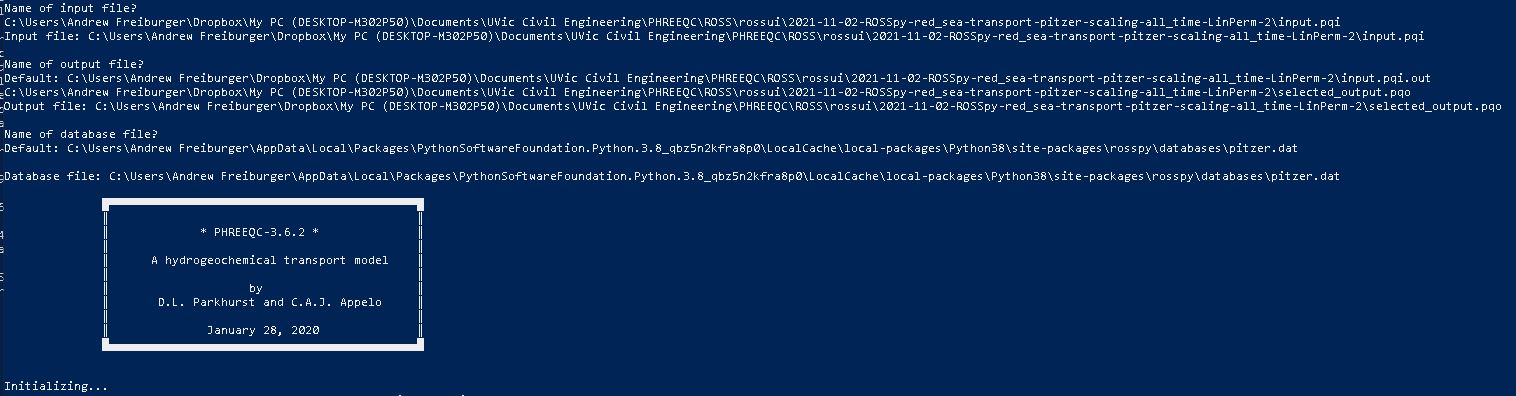 Name of input file?
C:\Users\Andrew Freiburger\Dropbox\My PC (DESKTOP-M302P50)\Documents\UVic Civil Engineering\PHREEQC\ROSS\rossui\2021-11-02-ROSSpy-red_sea-transport-pitzer-scaling-all_time-LinPerm-2\input.pqi
Input file: C:\Users\Andrew Freiburger\Dropbox\My PC (DESKTOP-M302P50)\Documents\UVic Civil Engineering\PHREEQC\ROSS\rossui\2021-11-02-ROSSpy-red_sea-transport-pitzer-scaling-all_time-LinPerm-2\input.pqi
Name of output file?
Default: C:\Users\Andrew Freiburger\Dropbox\My PC (DESKTOP-M302P50)\Documents\UVic Civil Engineering\PHREEQC\ROSS\rossui\2021-11-02-ROSSpy-red_sea-transport-pitzer-scaling-all_time-LinPerm-2\input.pqi.out
C:\Users\Andrew Freiburger\Dropbox\My PC (DESKTOP-M302P50)\Documents\UVic Civil Engineering\PHREEQC\ROSS\rossui\2021-11-02-ROSSpy-red_sea-transport-pitzer-scaling-all_time-LinPerm-2\selected_output.pqo
Output file: C:\Users\Andrew Freiburger\Dropbox\My PC (DESKTOP-M302P50)\Documents\UVic Civil Engineering\PHREEQC\ROSS\rossui\2021-11-02-ROSSpy-red_sea-transport-pitzer-scaling-all_time-LinPerm-2\selected_output.pqo
Name of database file?
Default: C:\Users\Andrew Freiburger\AppData\Local\Packages\PythonSoftwareFoundation.Python.3.8_qbz5n2kfra8p0\LocalCache\local-packages\Python38\site-packages\rosspy\databases\pitzer.dat
Database file: C:\Users\Andrew Freiburger\AppData\Local\Packages\PythonSoftwareFoundation.Python.3.8_qbz5n2kfra8p0\LocalCache\local-packages\Python38\site-packages\rosspy\databases\pitzer.dat
* PHREEQC-3.6.2 *
A hydrogeochemical transport model
by
D.L. Parkhurst and C.A.J. Appelo
January 28, 2020
Initializing...